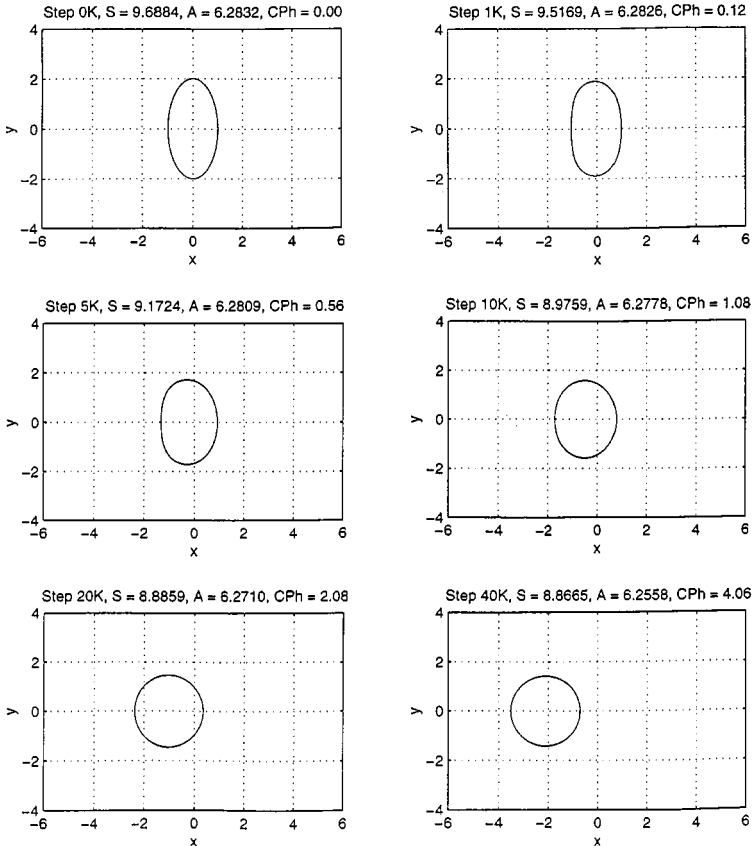 Step 0K, S = 9.6884, A = 6.2832, CPh = 0.00
4
2
0
−2
−4
y
−6 −4 −2 0 2 4 6
x
Step 1K, S = 9.5169, A = 6.2826, CPh = 0.12
4
2
0
−2
−4
y
−6 −4 −2 0 2 4 6
x
Step 5K, S = 9.1724, A = 6.2809, CPh = 0.56
4
2
0
−2
−4
y
−6 −4 −2 0 2 4 6
x
Step 10K, S = 8.9759, A = 6.2778, CPh = 1.08
4
2
0
−2
−4
y
−6 −4 −2 0 2 4 6
x
Step 20K, S = 8.8859, A = 6.2710, CPh = 2.08
4
2
0
−2
−4
y
−6 −4 −2 0 2 4 6
x
Step 40K, S = 8.8665, A = 6.2558, CPh = 4.06
4
2
0
−2
−4
y
−6 −4 −2 0 2 4 6
x